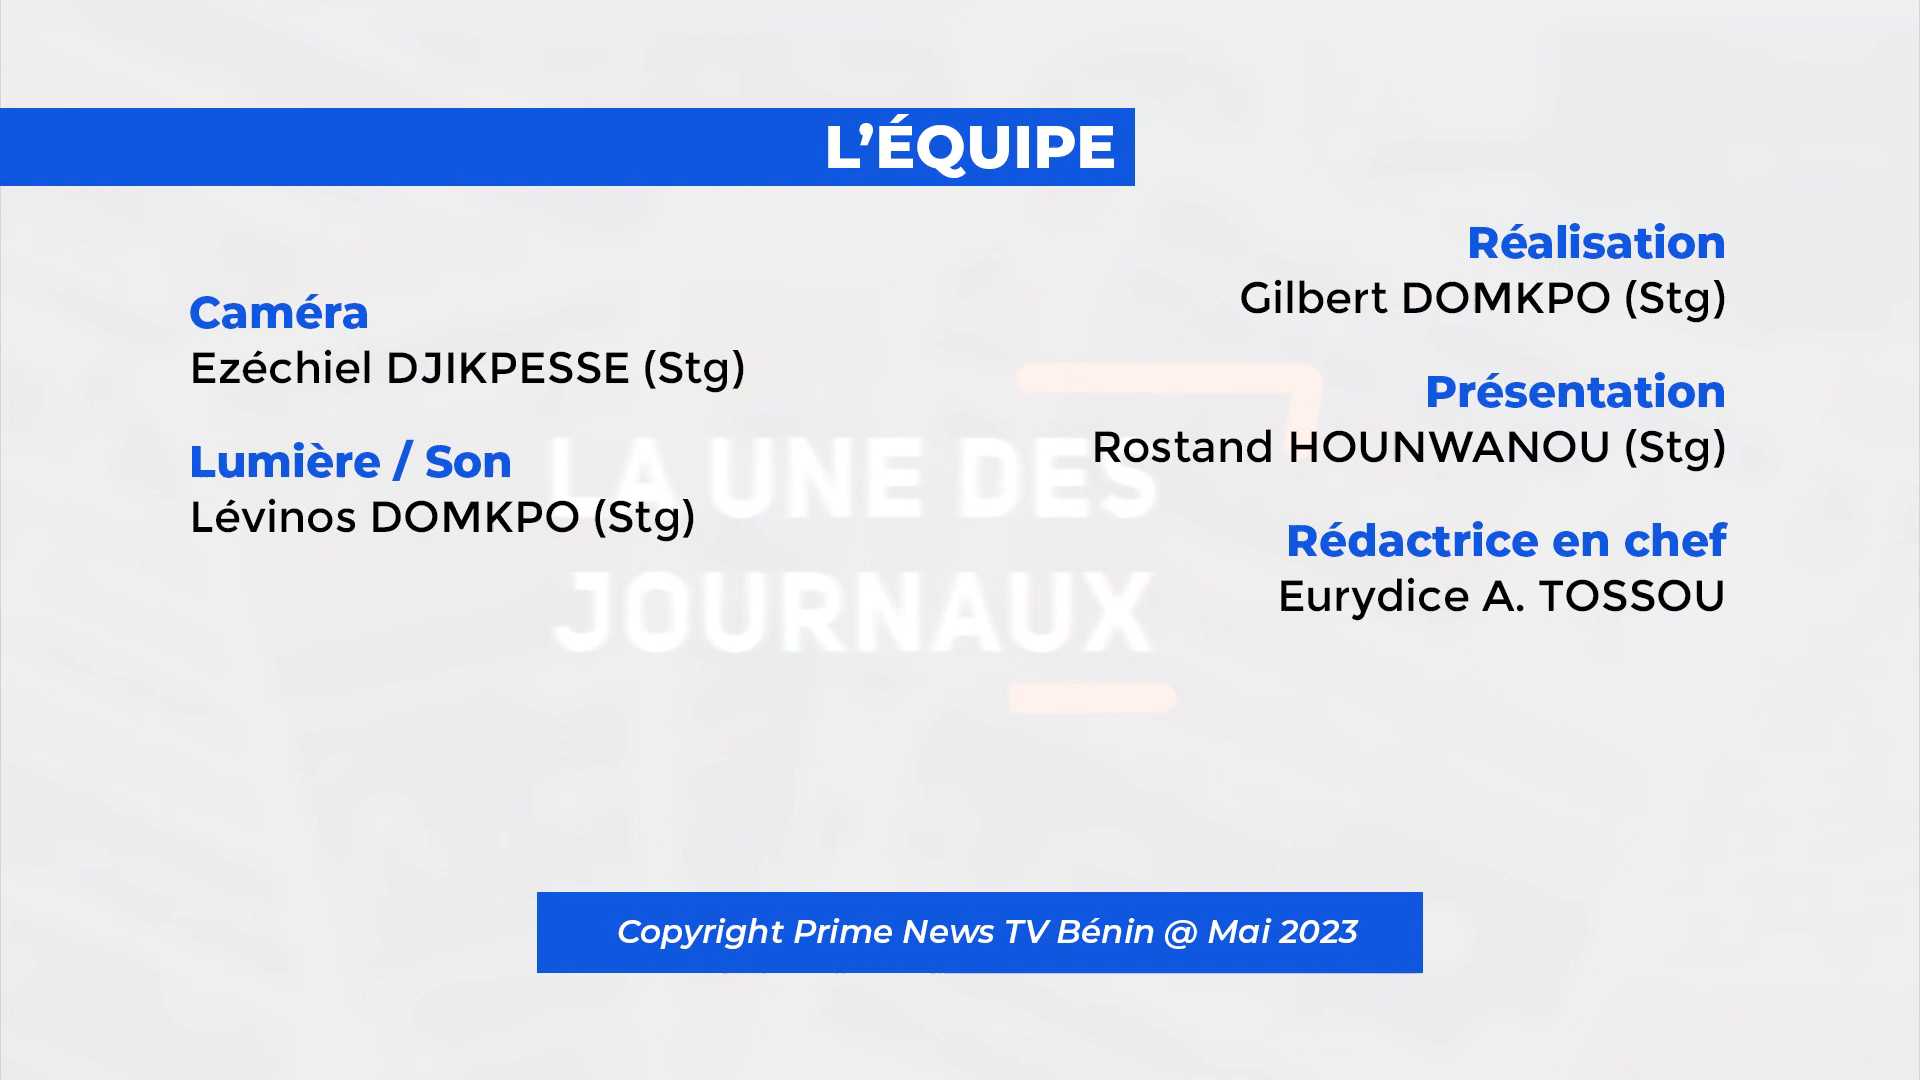 L'ÉQUIPE
Caméra
Ezéchiel DJIKPESSE (Stg)
Lumière / Son
Lévinos DOMKPO (Stg)
Réalisation
Gilbert DOMKPO (Stg)
Présentation
Rostand HOUNWANOU (Stg)
Rédactrice en chef
Eurydice A. TOSSOU
LA UNE DES
JOURNAUX
Copyright Prime News TV Bénin @ Mai 2023